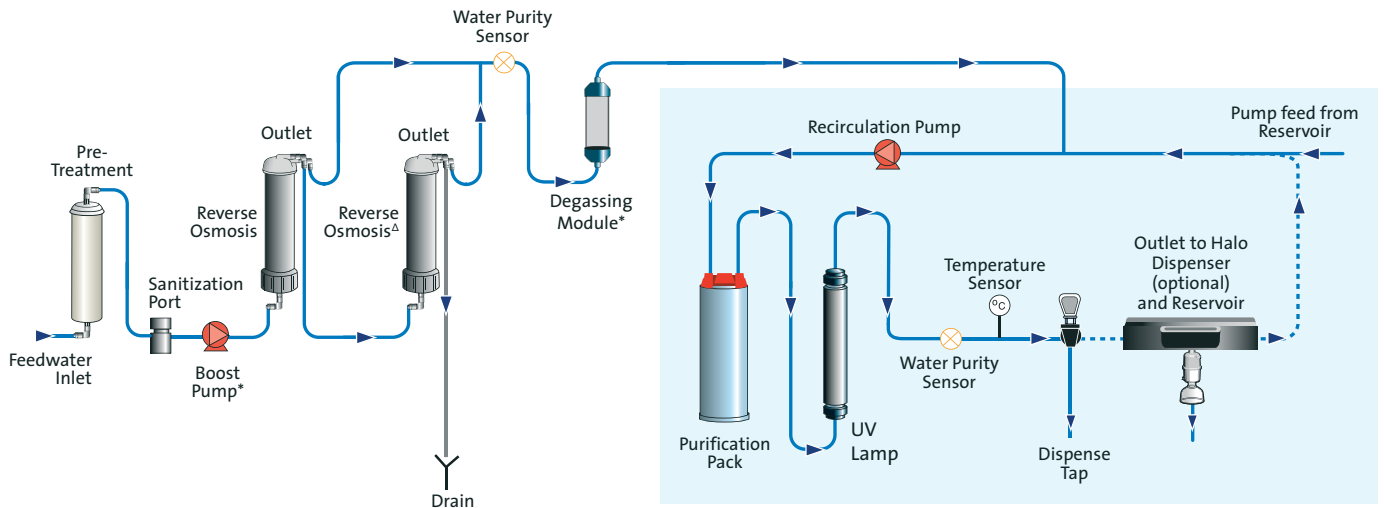 Water Purity
Sensor
Outlet
Outlet
Pre-
Treatment
Reverse
Osmosis
Reverse
OsmosisΔ
Degassing
Module*
Sanitization
Port
Feedwater
Inlet
Boost
Pump*
Drain
Recirculation Pump
Pump feed from
Reservoir
Temperature
Sensor
°C
Outlet to Halo
Dispenser
(optional)
and Reservoir
Water Purity
Sensor
Purification
Pack
UV
Lamp
Dispense
Tap